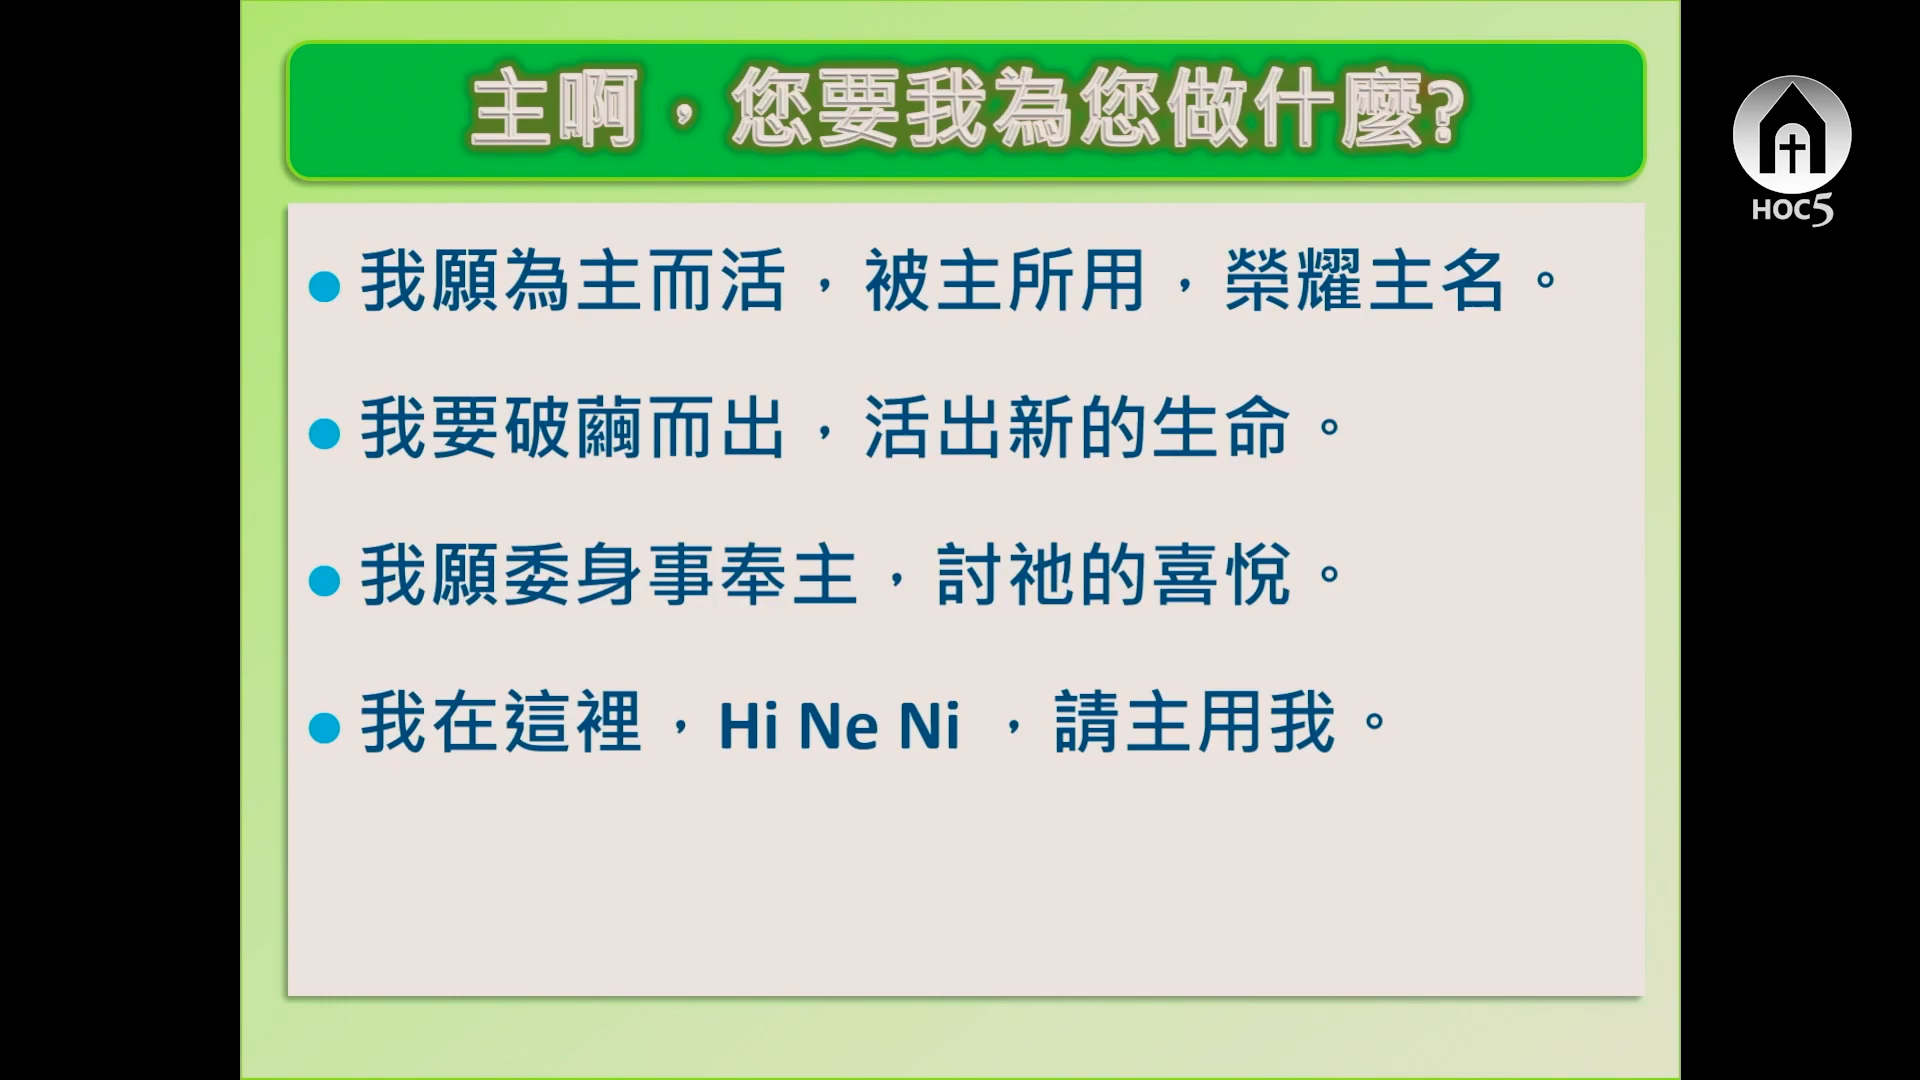 主啊，您要我為您做什麼?
HOC5
我願為主而活，被主所用，榮耀主名。
我要破繭而出，活出新的生命。
我願委身事奉主，討祂的喜悅。
我在這裡，Hi Ne Ni ，請主用我。